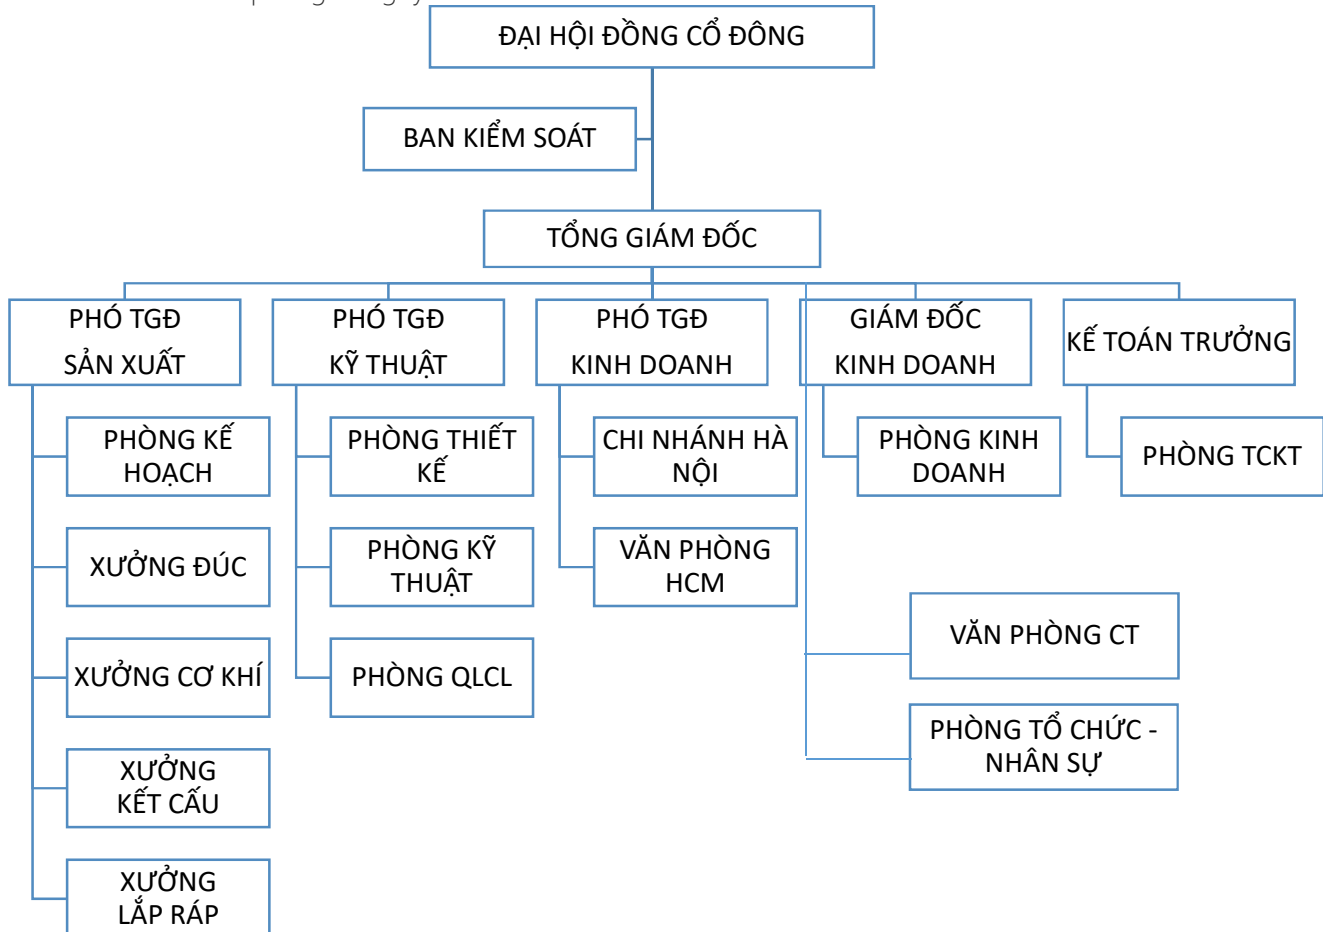 ĐẠI HỘI ĐỒNG CỔ ĐÔNG
BAN KIỂM SOÁT
TỔNG GIÁM ĐỐC
PHÓ TGĐ
SẢN XUẤT
PHÓ TGĐ
KỸ THUẬT
PHÓ TGĐ
KINH DOANH
GIÁM ĐỐC
KINH DOANH
KẾ TOÁN TRƯỞNG
PHÒNG KẾ
HOẠCH
XƯỞNG ĐÚC
XƯỞNG CƠ KHÍ
XƯỞNG
KẾT CẤU
XƯỞNG
LẮP RÁP
PHÒNG THIẾT
KẾ
PHÒNG KỸ
THUẬT
PHÒNG QLCL
CHI NHÁNH HÀ
NỘI
VĂN PHÒNG
HCM
PHÒNG KINH
DOANH
PHÒNG TCKT
VĂN PHÒNG CT
PHÒNG TỔ CHỨC -
NHÂN SỰ